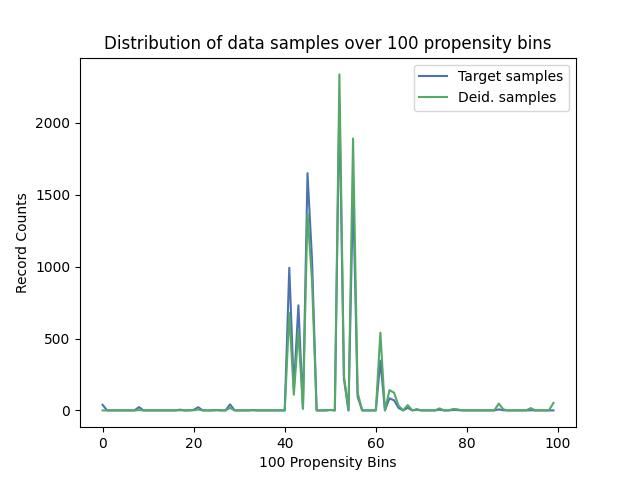 Distribution of data samples over 100 propensity bins
Target samples
Deid. samples
Record Counts
2000
1500
1000
500
0
0 20 40 60 80 100
100 Propensity Bins